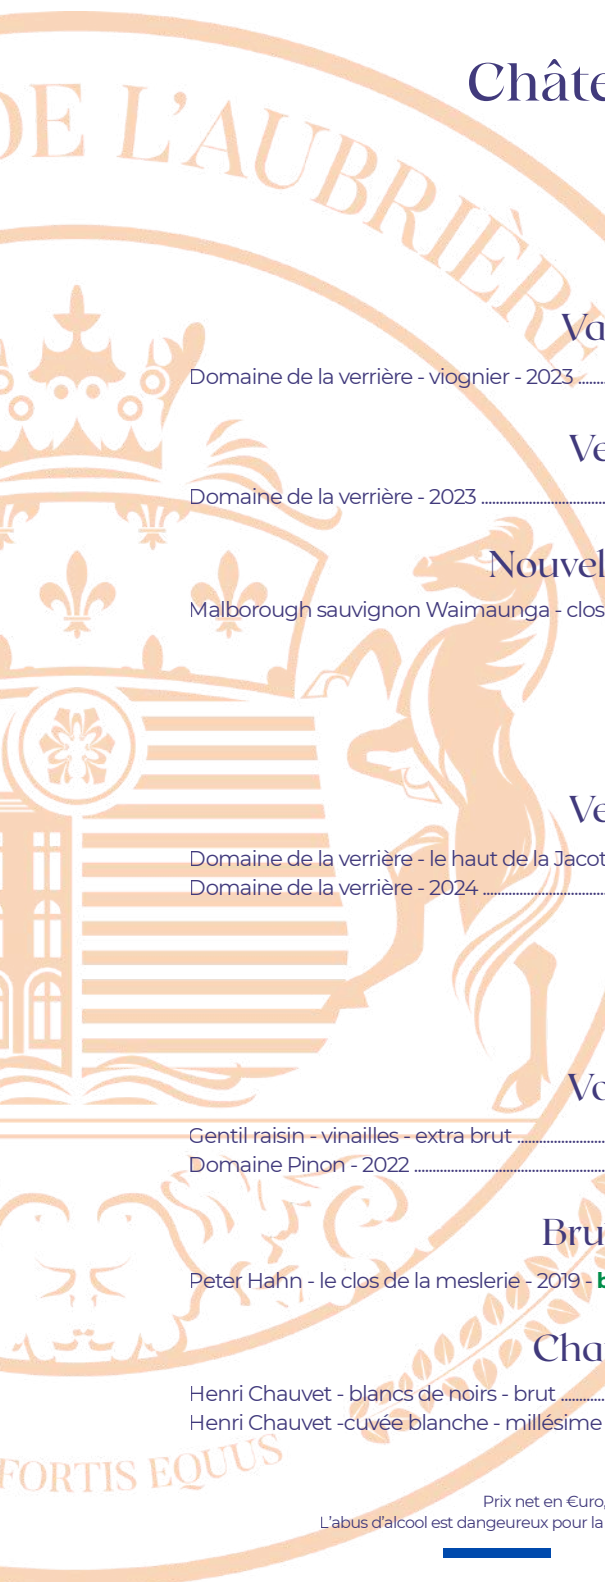 DE L'AUBRIÈRE
Châte
Va
Domaine de la verrière - viognier - 2023
Ve
Domaine de la verrière - 2023
Nouvel
Malborough sauvignon Waimaunga - clos
Ve
Domaine de la verrière - le haut de la Jacot
Domaine de la verrière - 2024
Vo
Gentil raisin - vinailles - extra brut
Domaine Pinon - 2022
Bru
Peter Hahn - le clos de la meslerie - 2019 - b
Cha
Henri Chauvet - blancs de noirs - brut
Henri Chauvet -cuvée blanche - millésime
FORTIS EQUUS
Prix net en €uro,
L'abus d'alcool est dangeureux pour la